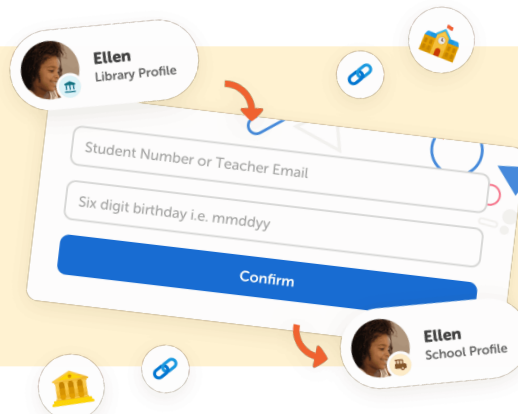 Ellen
Library Profile
Student Number or Teacher Email
Six digit birthday i.e. mmddyy
Confirm
Ellen
School Profile